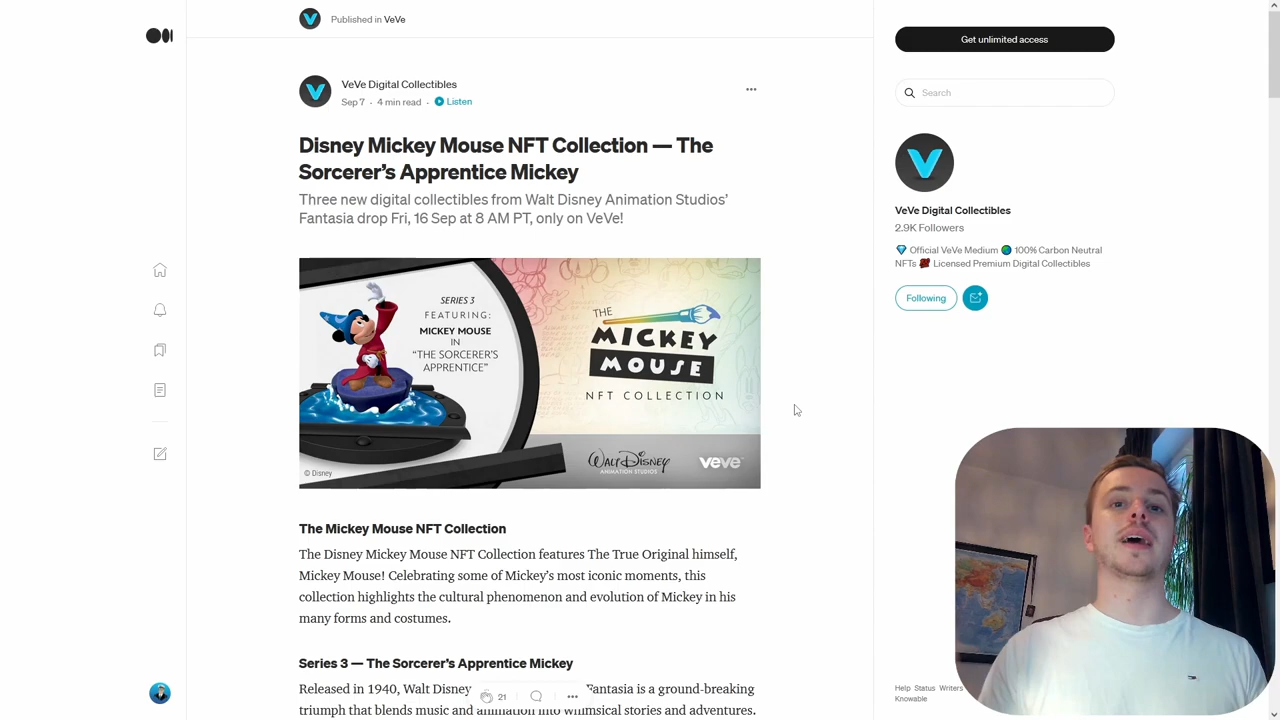 Published in VeVe
Get unlimited access
VeVe Digital Collectibles
Sep 7 · 4 min read · Listen
Search
Disney Mickey Mouse NFT Collection — The
Sorcerer's Apprentice Mickey
Three new digital collectibles from Walt Disney Animation Studios'
Fantasia drop Fri, 16 Sep at 8 AM PT, only on VeVe!
VeVe Digital Collectibles
2.9K Followers
Official VeVe Medium 100% Carbon Neutral
NFTs Licensed Premium Digital Collectibles
Following
SERIES 3
FEATURING:
MICKEY MOUSE
IN
"THE SORCERER'S
APPRENTICE"
THE
MICKEY
MOUSE
NFT COLLECTION
© Disney
WALT DISNEY
ANIMATION STUDIOS
veve
The Mickey Mouse NFT Collection
The Disney Mickey Mouse NFT Collection features The True Original himself,
Mickey Mouse! Celebrating some of Mickey's most iconic moments, this
collection highlights the cultural phenomenon and evolution of Mickey in his
many forms and costumes.
Series 3 — The Sorcerer's Apprentice Mickey
Released in 1940, Walt Disney Fantasia is a ground-breaking
21
triumph that blends music and animation into whimsical stories and adventures.
Help Status Writers
Knowable